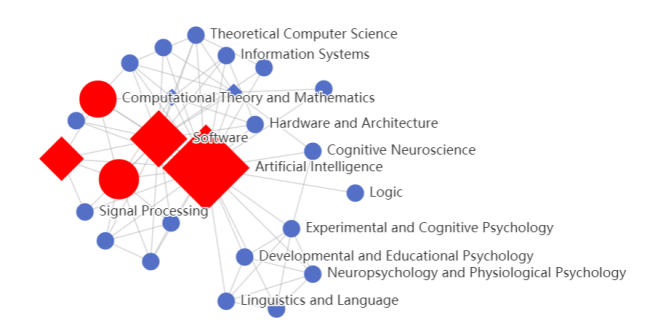 Theoretical Computer Science
Information Systems
Computational Theory and Mathematics
Hardware and Architecture
Software
Cognitive Neuroscience
Artificial Intelligence
Logic
Signal Processing
Experimental and Cognitive Psychology
Developmental and Educational Psychology
Neuropsychology and Physiological Psychology
Linguistics and Language